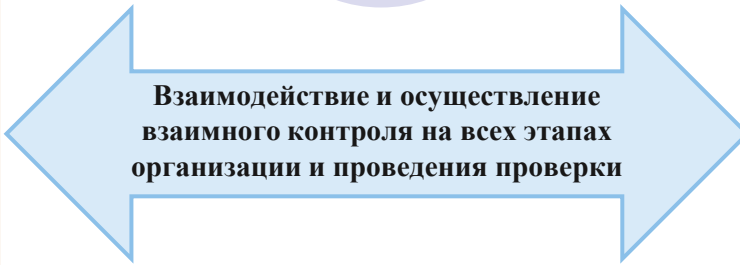 Взаимодействие и осуществление
взаимного контроля на всех этапах
организации и проведения проверки